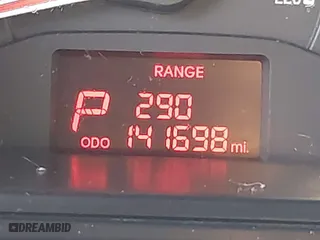 RANGE
P 290
ODO 141698 mi.
DREAMBID